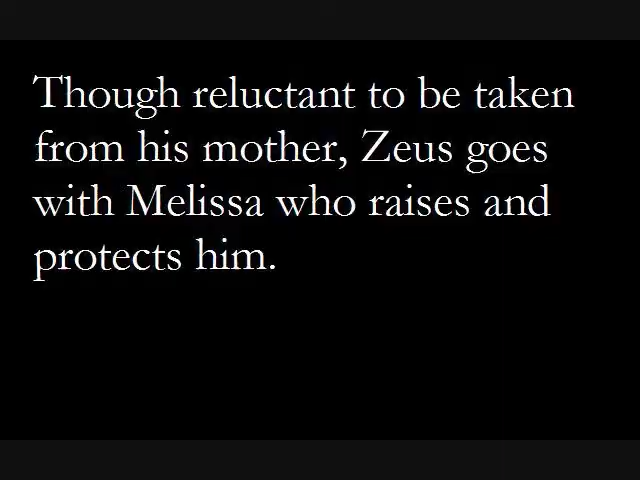 Though reluctant to be taken
from his mother, Zeus goes
with Melissa who raises and
protects him.